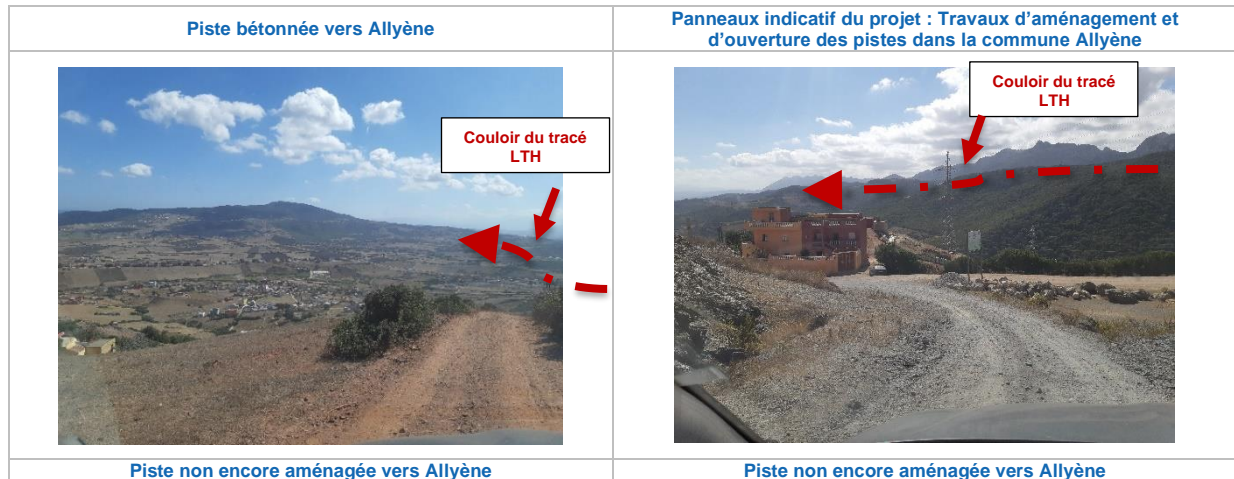 Piste bétonnée vers Allyène
Panneaux indicatif du projet : Travaux d’aménagement et
d’ouverture des pistes dans la commune Allyène
Couloir du tracé
LTH
Couloir du tracé
LTH
Piste non encore aménagée vers Allyène
Piste non encore aménagée vers Allyène